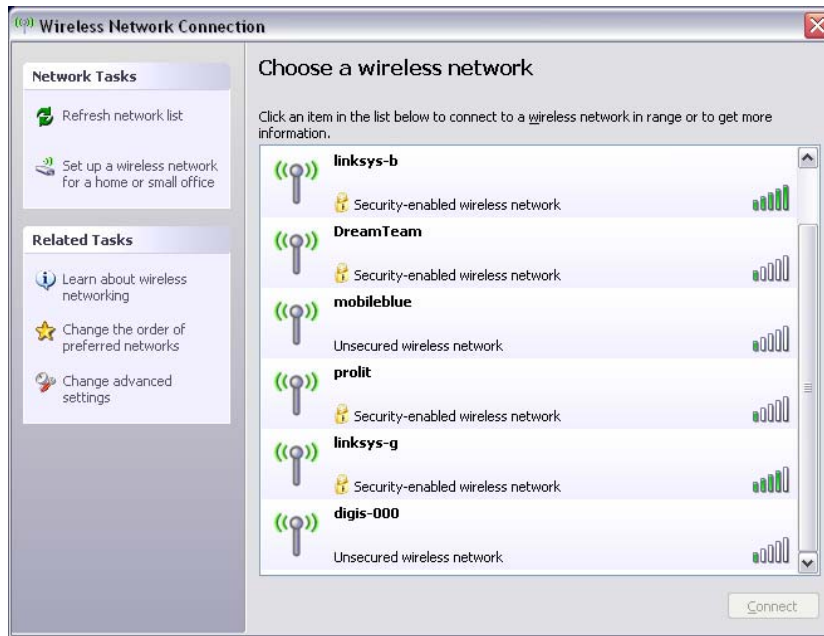 Wireless Network Connection
Network Tasks
Refresh network list
Set up a wireless network
for a home or small office
Related Tasks
Learn about wireless
networking
Change the order of
preferred networks
Change advanced
settings
Choose a wireless network
Click an item in the list below to connect to a wireless network in range or to get more
information.
linksys-b
Security-enabled wireless network
DreamTeam
Security-enabled wireless network
mobileblue
Unsecured wireless network
prolit
Security-enabled wireless network
linksys-g
Security-enabled wireless network
digis-000
Unsecured wireless network
Connect